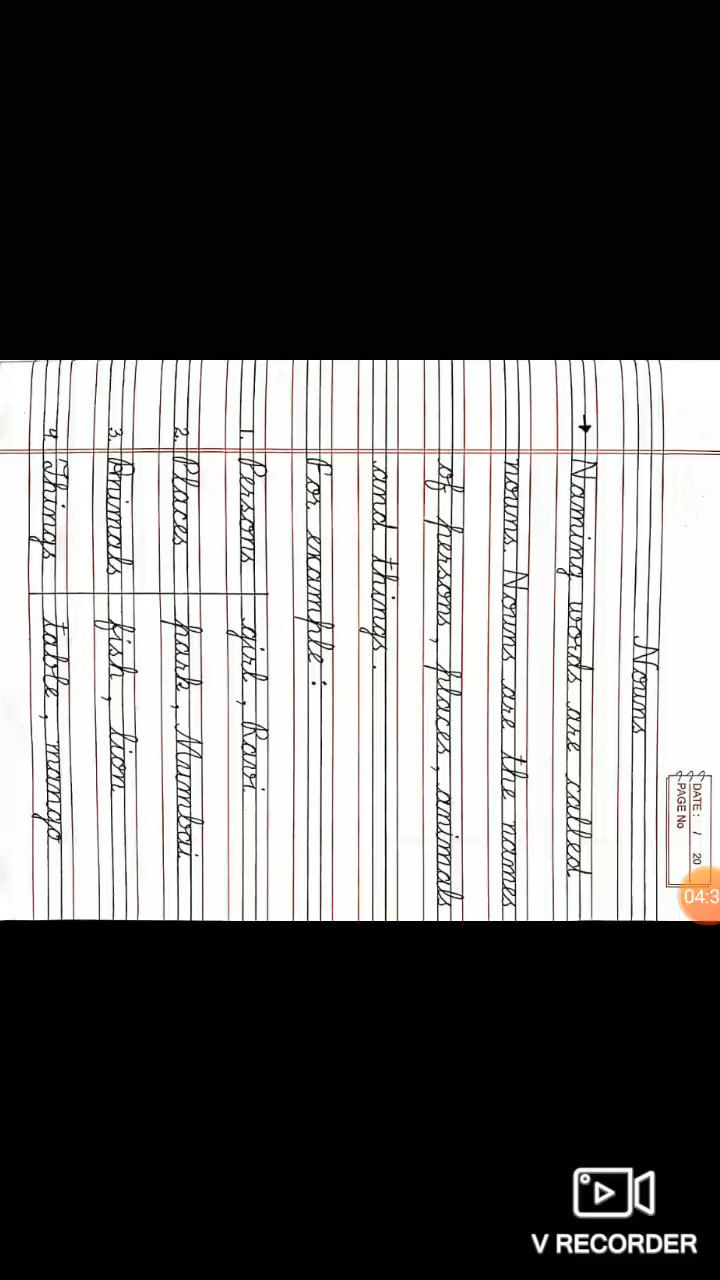 DATE: / 20
PAGE No
Nouns
→ Naming words are called
nouns. Nouns are the names
of persons, places, animals
and things.
For example:
1. Persons girl, Ravi
2. Places park, Mumbai
3. Animals fish, lion
4. Things table, mango
04:3
V RECORDER